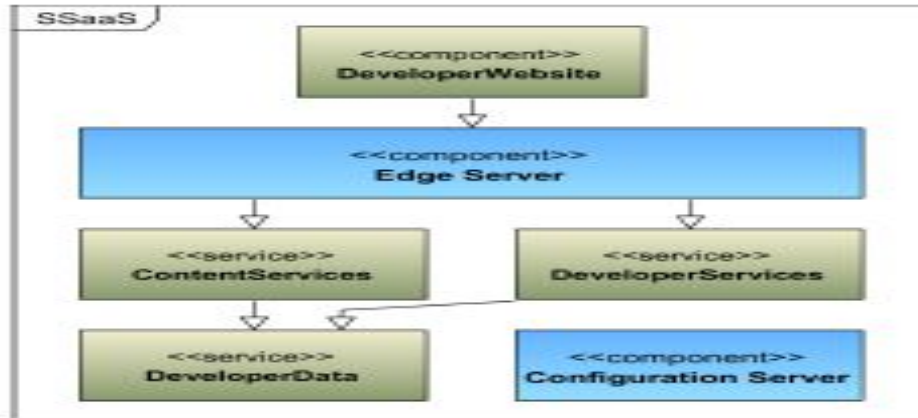 SSaaS
<<component>>
DeveloperWebsite
<<component>>
Edge Server
<<service>>
ContentServices
<<service>>
DeveloperServices
<<service>>
DeveloperData
<<component>>
Configuration Server